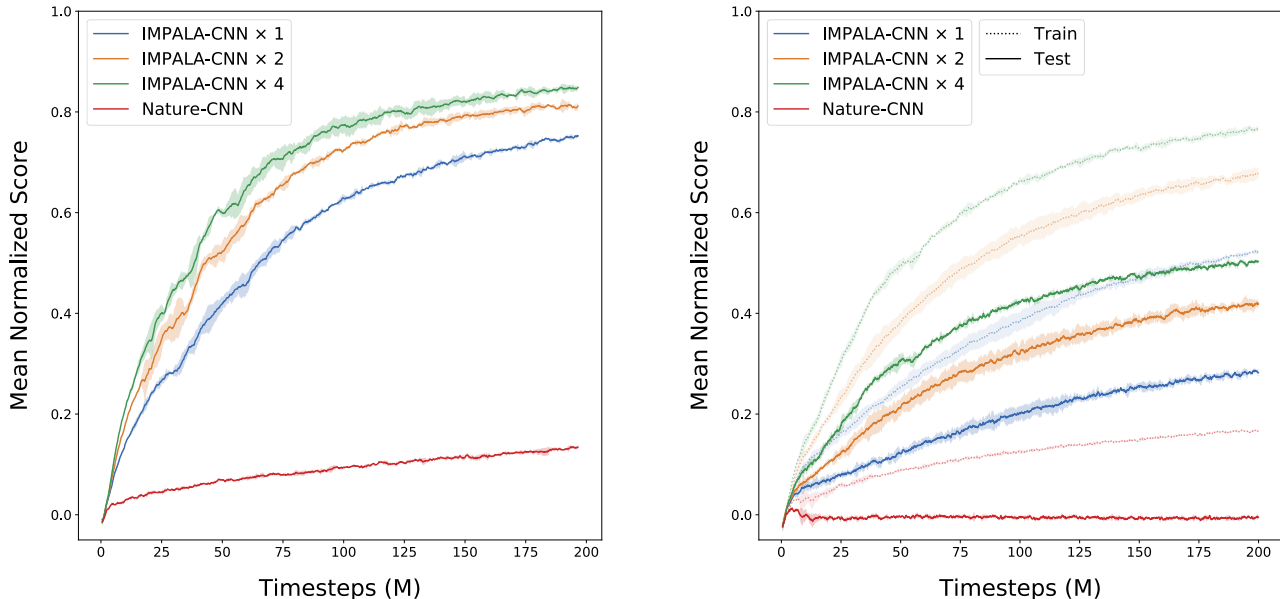 Mean Normalized Score
1.0
0.8
0.6
0.4
0.2
0.0
IMPALA-CNN × 1
IMPALA-CNN × 2
IMPALA-CNN × 4
Nature-CNN
0 25 50 75 100 125 150 175 200
Timesteps (M)
Mean Normalized Score
1.0
0.8
0.6
0.4
0.2
0.0
IMPALA-CNN × 1
IMPALA-CNN × 2
IMPALA-CNN × 4
Nature-CNN
Train
Test
0 25 50 75 100 125 150 175 200
Timesteps (M)